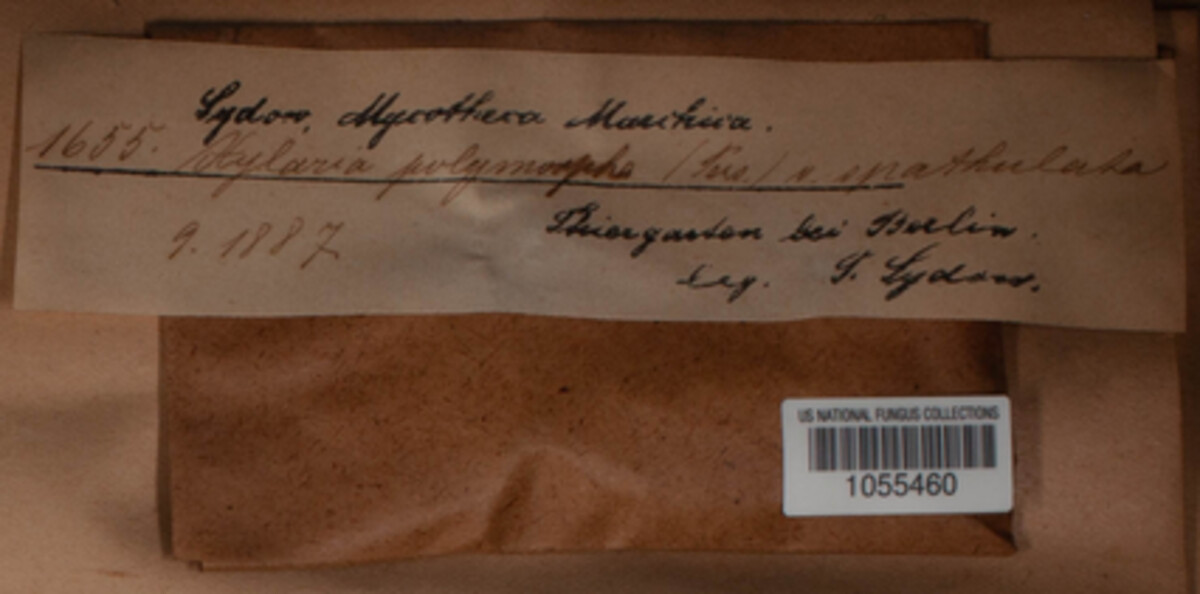 Sydow, Mycotheca Marchica.
1655. Xylaria polymorpha (Pers.) v. spathulata
9. 1887
Thiergarten bei Berlin.
Leg. P. Sydow.
US NATIONAL FUNGUS COLLECTIONS
1055460